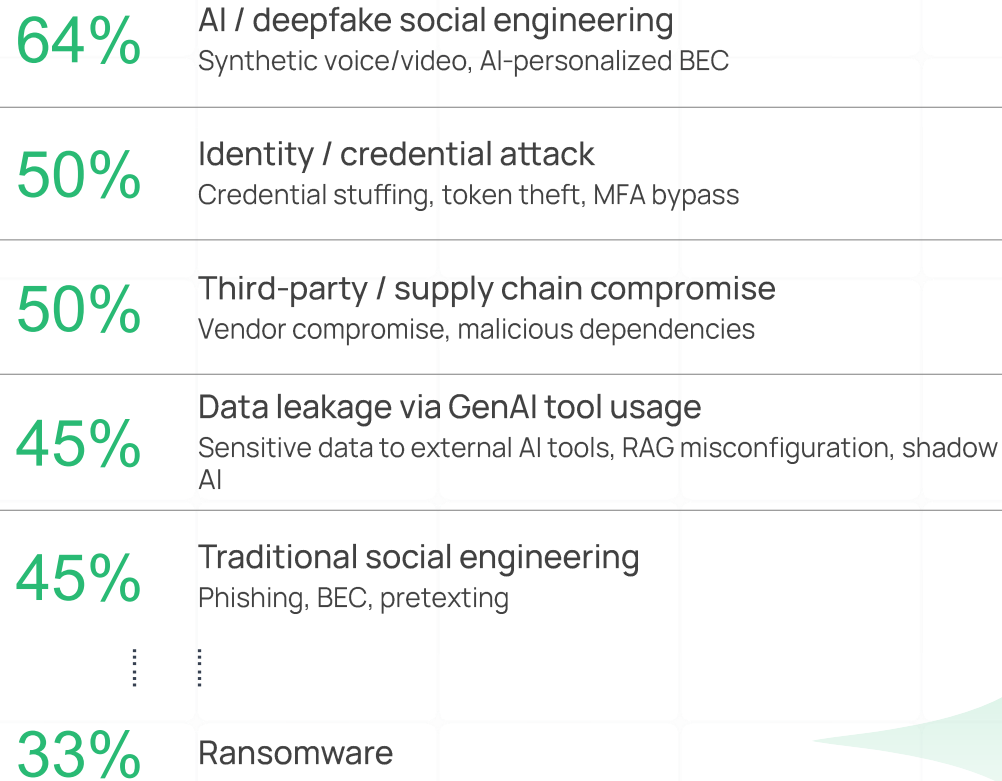 64%
AI / deepfake social engineering
Synthetic voice/video, AI-personalized BEC
50%
Identity / credential attack
Credential stuffing, token theft, MFA bypass
50%
Third-party / supply chain compromise
Vendor compromise, malicious dependencies
45%
Data leakage via GenAI tool usage
Sensitive data to external AI tools, RAG misconfiguration, shadow
AI
45%
Traditional social engineering
Phishing, BEC, pretexting
33%
Ransomware